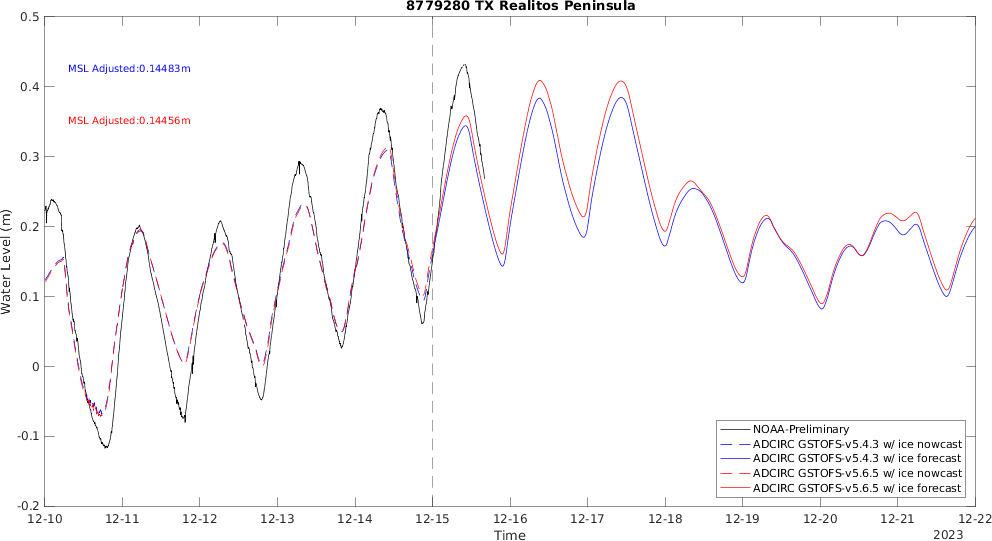 8779280 TX Realitos Peninsula
0.5
0.4
0.3
0.2
0.1
0
-0.1
-0.2
Water Level (m)
MSL Adjusted:0.14483m
MSL Adjusted:0.14456m
NOAA-Preliminary
ADCIRC GSTOFS-v5.4.3 w/ ice nowcast
ADCIRC GSTOFS-v5.4.3 w/ ice forecast
ADCIRC GSTOFS-v5.6.5 w/ ice nowcast
ADCIRC GSTOFS-v5.6.5 w/ ice forecast
12-10 12-11 12-12 12-13 12-14 12-15 12-16 12-17 12-18 12-19 12-20 12-21 12-22
Time
2023